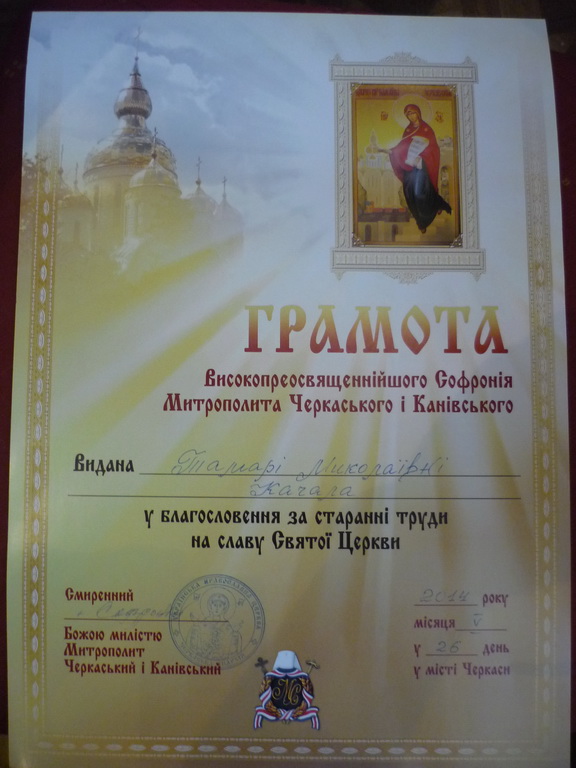 ГРАМОТА
Високопреосвященнійшого Софронія
Митрополита Черкаського і Канівського
Видана Тамарі Миколаївні
Качала
у благословення за старанні труди
на славу Святої Церкви
Смиренний
Божою милістю
Митрополит
Черкаський і Канівський
2014 року
місяця V
у 26 день
у місті Черкаси